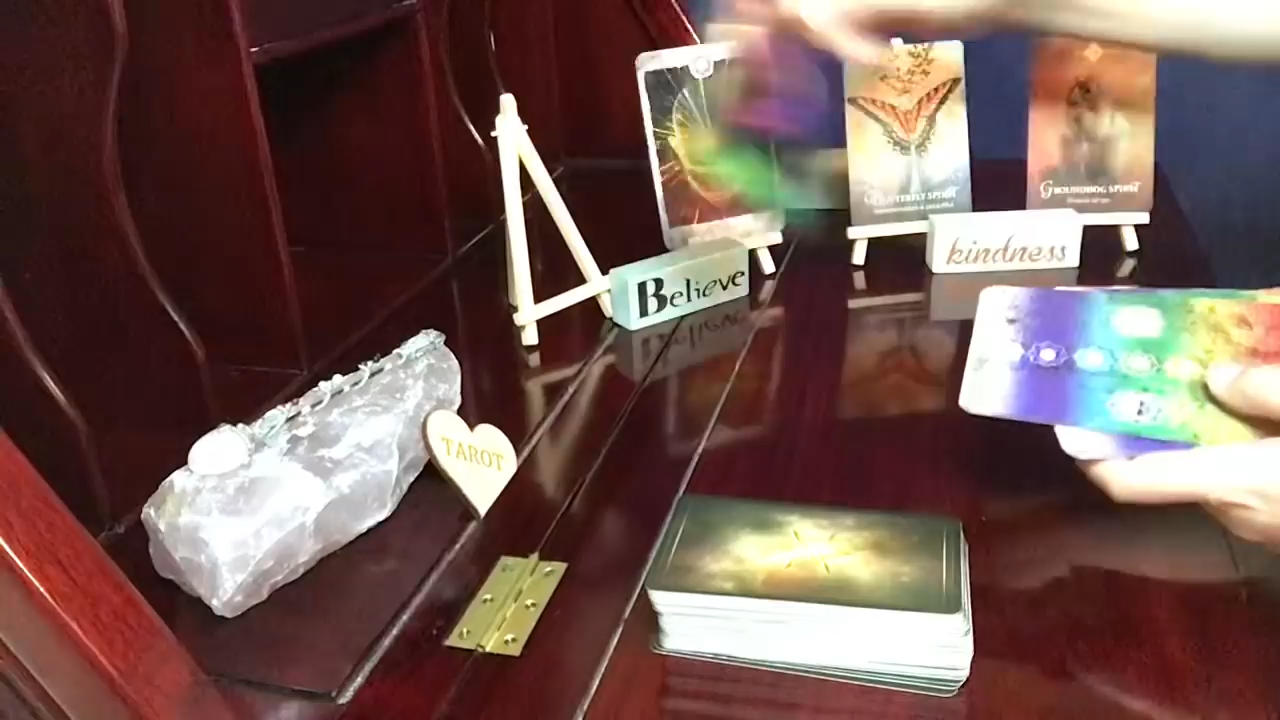 BUTTERFLY SPIRIT
GROUNDHOG SPIRIT
kindness
Believe
TAROT